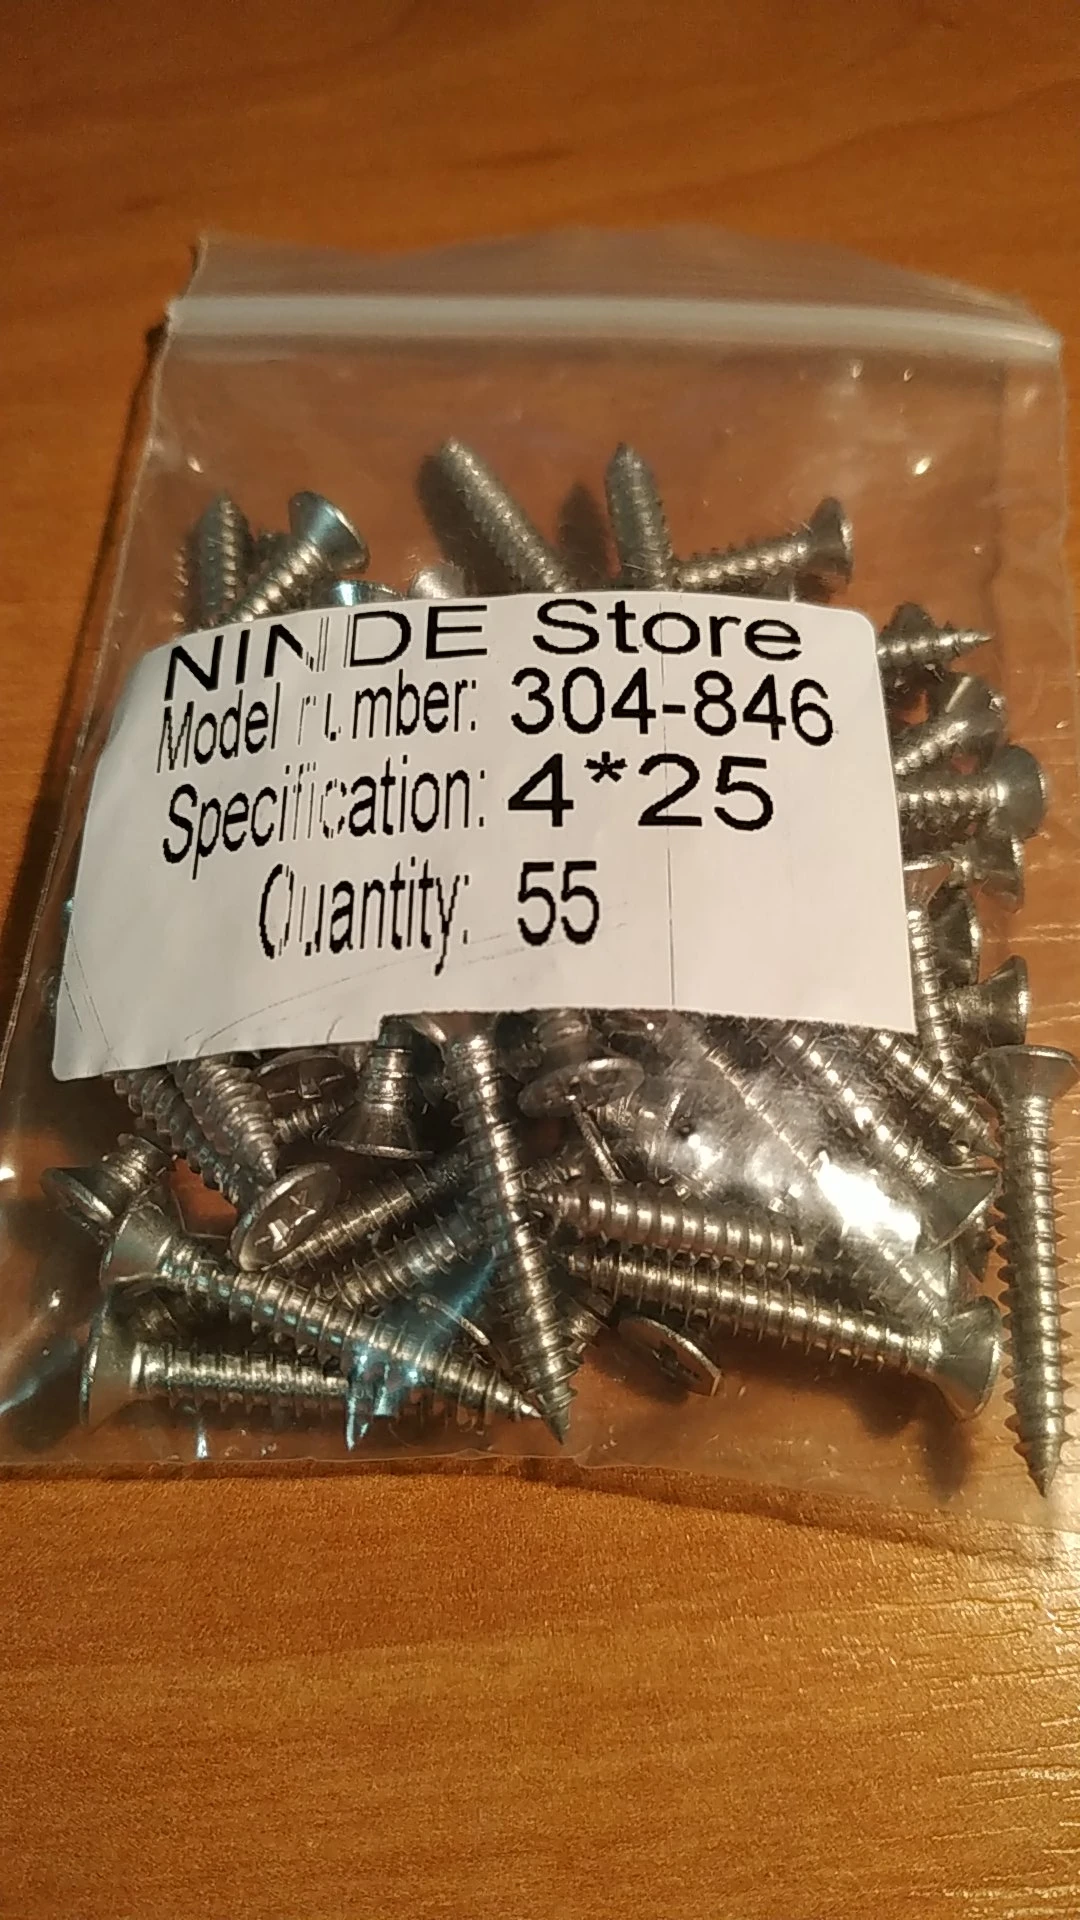 NINDE Store
Model number: 304-846
Specification: 4*25
Quantity: 55